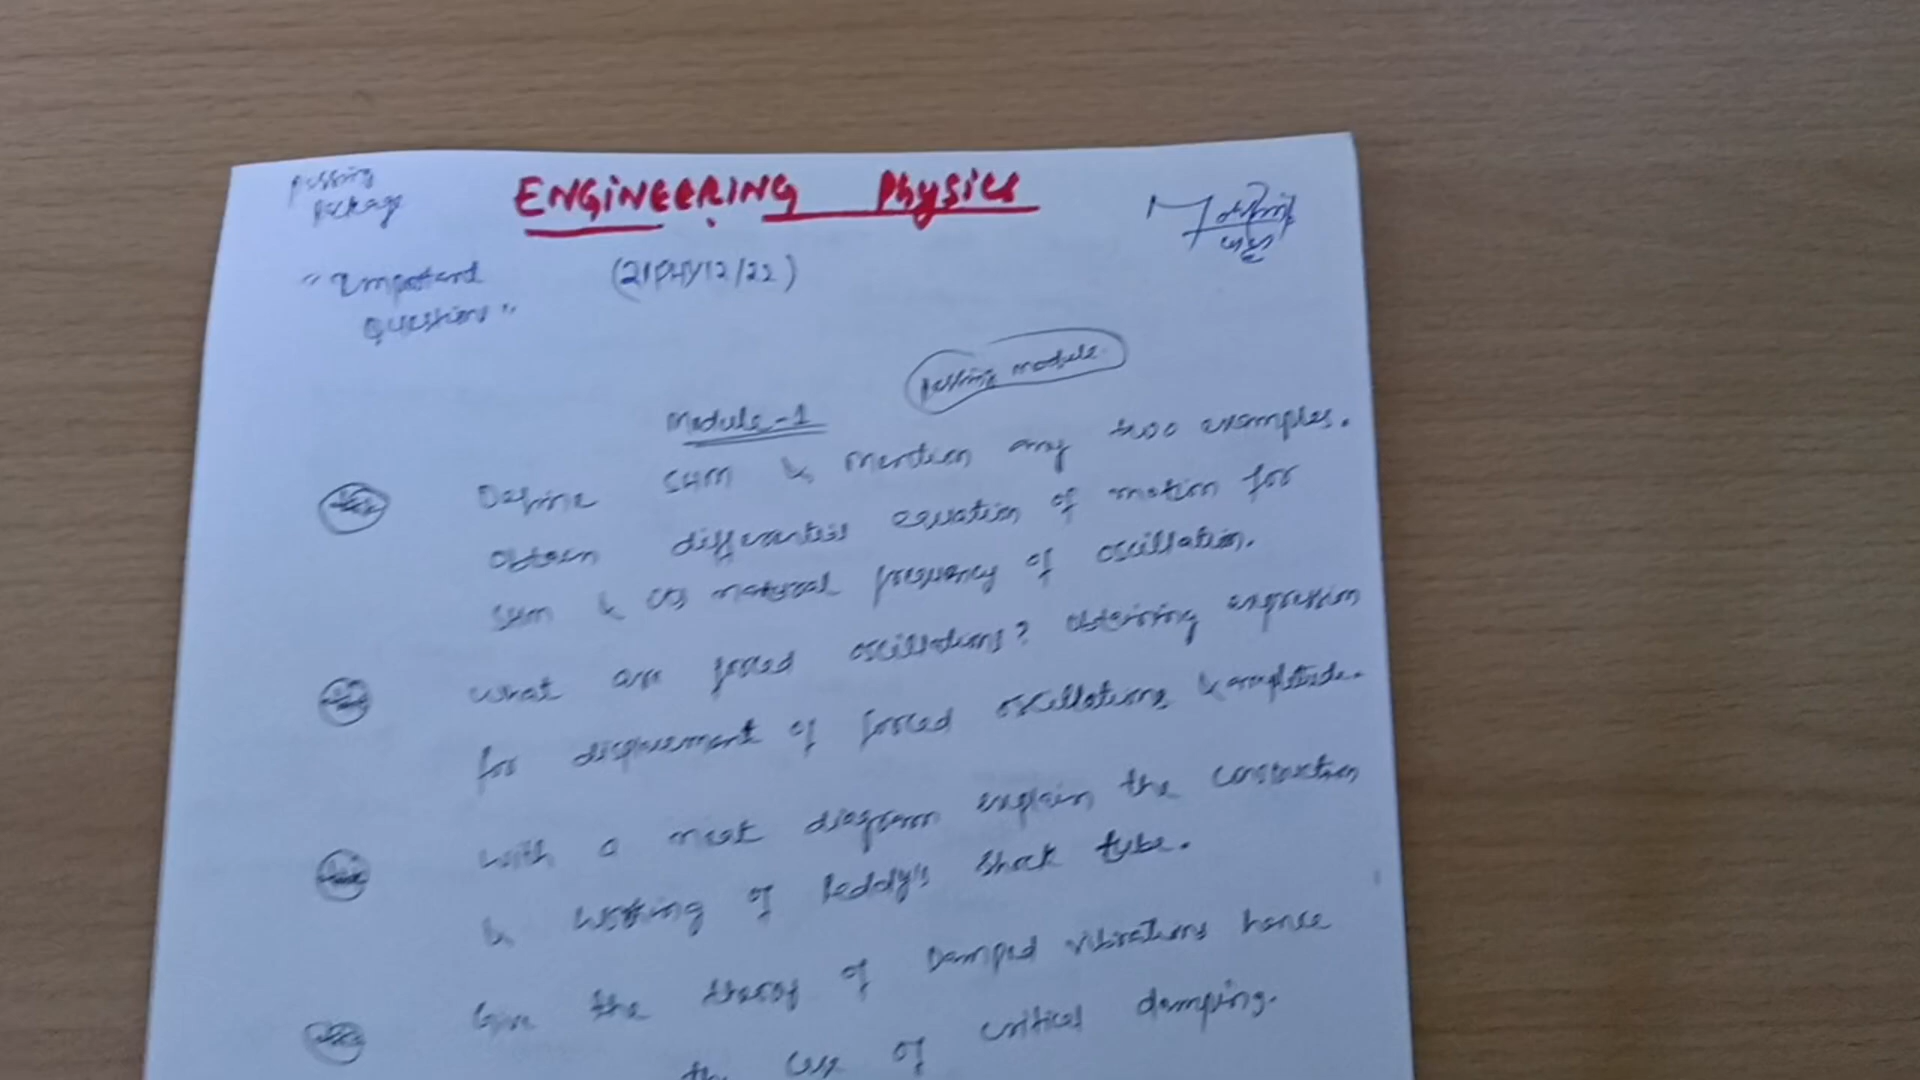 Passing
Package
ENGINEERING Physics
"Important
Questions"
(21PHY12/22)
passing module
Module-1
Define SHM & mention any two examples.
obtain differential equation of motion for
SHM & its natural frequency of oscillation.
what are forced oscillations? obtaining expression
for displacement of forced oscillations & amplitude.
with a neat diagram explain the construction
& working of Reddy's shock tube.
Give the theory of Damped vibrations hence
the case of critical damping.